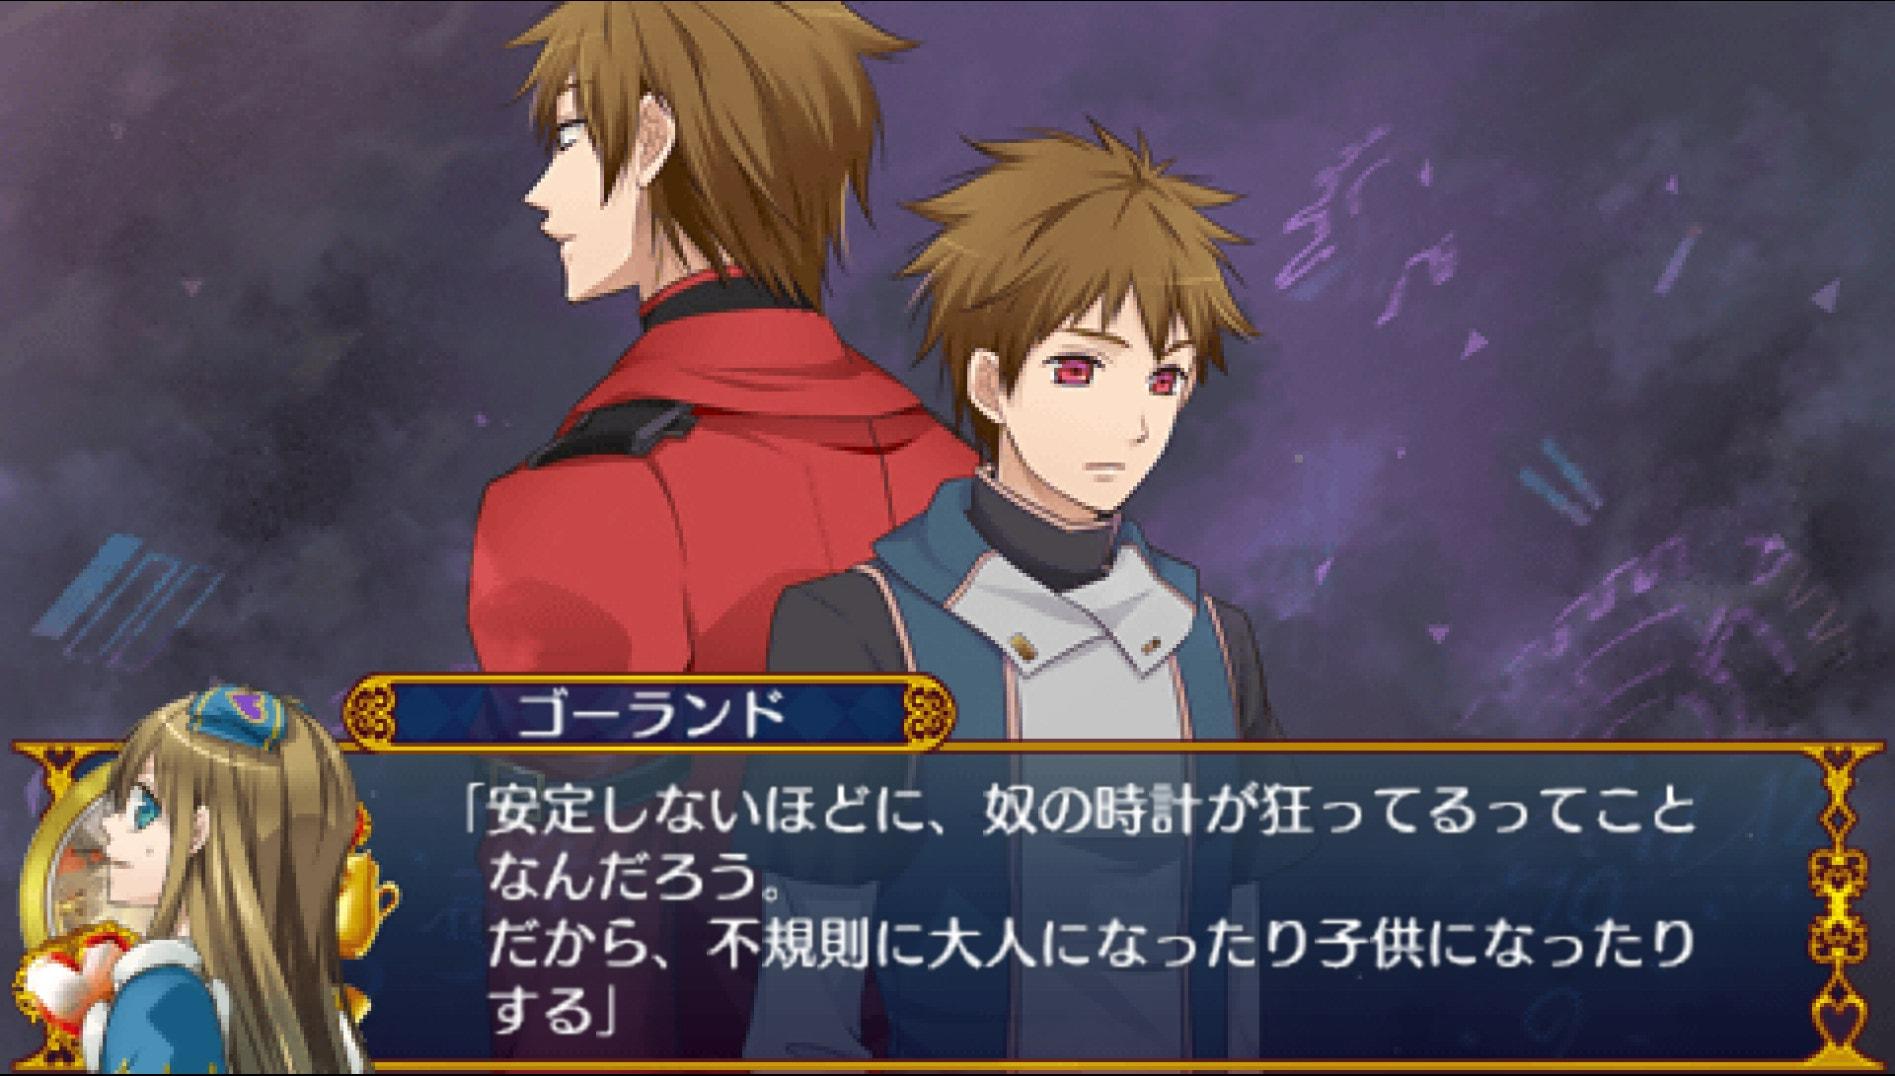 ゴーランド
「安定しないほどに、奴の時計が狂ってるってこと
なんだろう。
だから、不規則に大人になったり子供になったり
する」